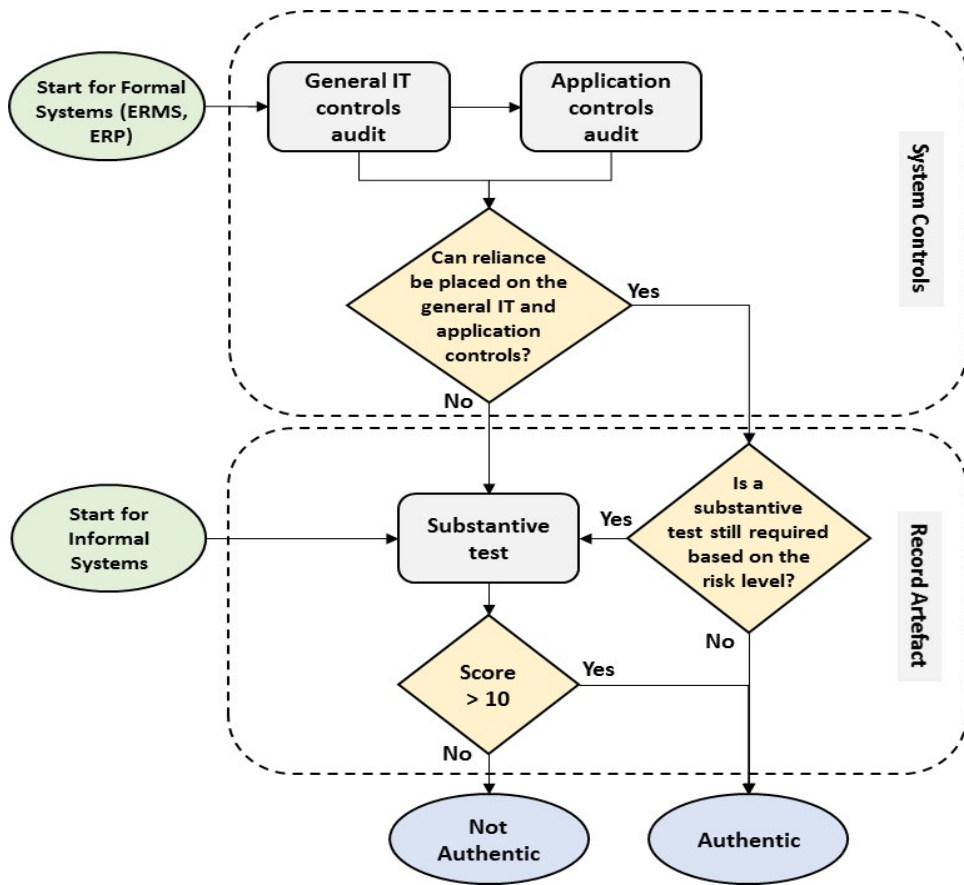 Start for Formal
Systems (ERMS,
ERP)
General IT
controls
audit
Application
controls
audit
System Controls
Can reliance
be placed on the
general IT and
application
controls?
Yes
No
Start for
Informal
Systems
Substantive
test
Yes
Is a
substantive
test still required
based on the
risk level?
No
Record Artefact
Score
> 10
Yes
No
Not
Authentic
Authentic